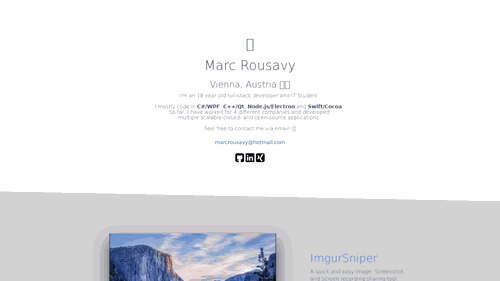 Marc Rousavy
Vienna, Austria
I'm an 18 year old full-stack developer and IT Student
I mostly code in C#/WPF, C++/Qt, Node.js/Electron and Swift/Cocoa
So far, I have worked for 4 different companies and developed
multiple scalable closed- and open-source applications
Feel free to contact me via email!
marcrousavy@hotmail.com
ImgurSniper
A quick and easy Image, Screenshot
and Screen recording sharing tool